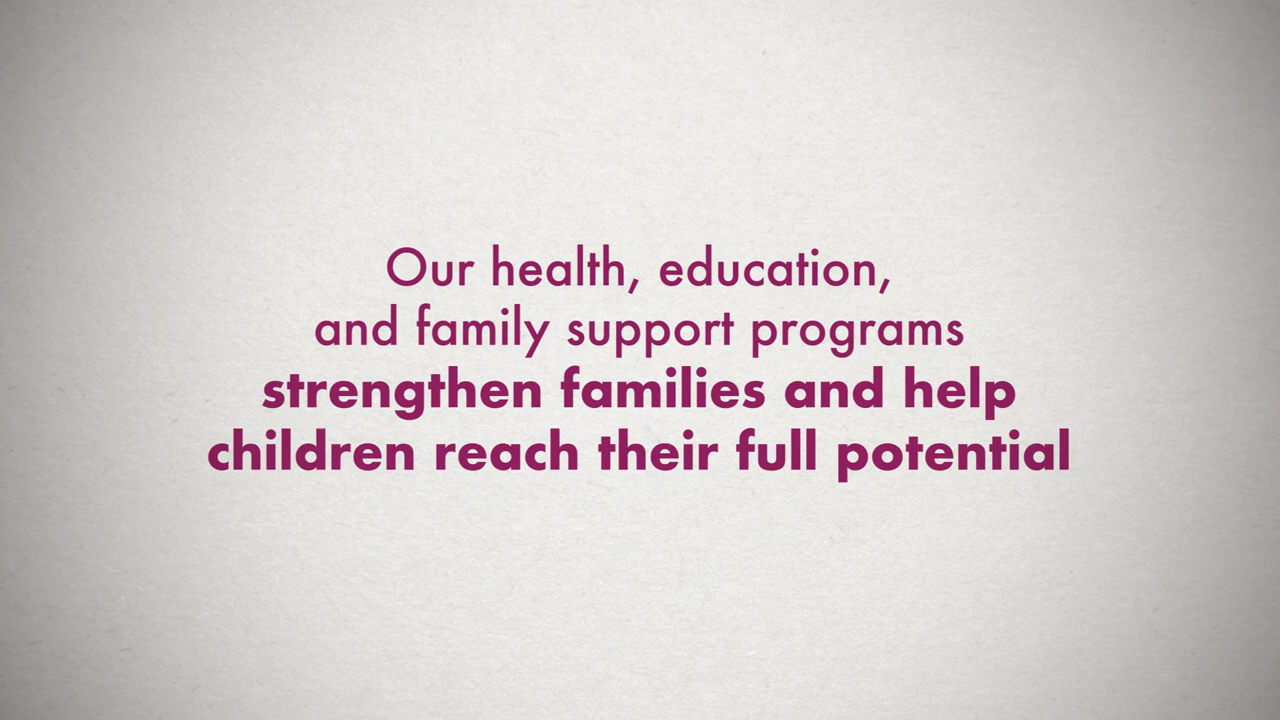 Our health, education,
and family support programs
strengthen families and help
children reach their full potential